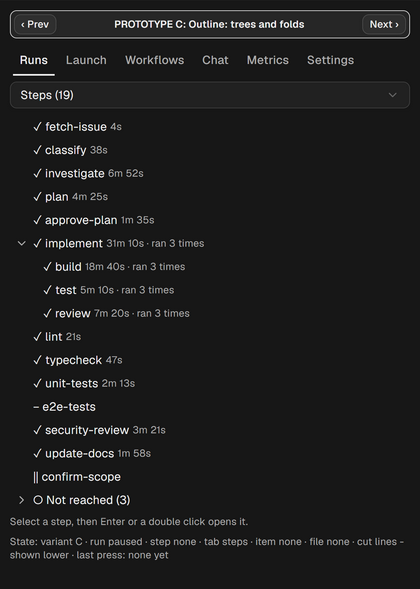 ‹ Prev PROTOTYPE C: Outline: trees and folds Next ›
Runs Launch Workflows Chat Metrics Settings
Steps (19)
✓ fetch-issue 4s
✓ classify 38s
✓ investigate 6m 52s
✓ plan 4m 25s
✓ approve-plan 1m 35s
✓ implement 31m 10s · ran 3 times
✓ build 18m 40s · ran 3 times
✓ test 5m 10s · ran 3 times
✓ review 7m 20s · ran 3 times
✓ lint 21s
✓ typecheck 47s
✓ unit-tests 2m 13s
– e2e-tests
✓ security-review 3m 21s
✓ update-docs 1m 58s
|| confirm-scope
○ Not reached (3)
Select a step, then Enter or a double click opens it.
State: variant C · run paused · step none · tab steps · item none · file none · cut lines -
shown lower · last press: none yet